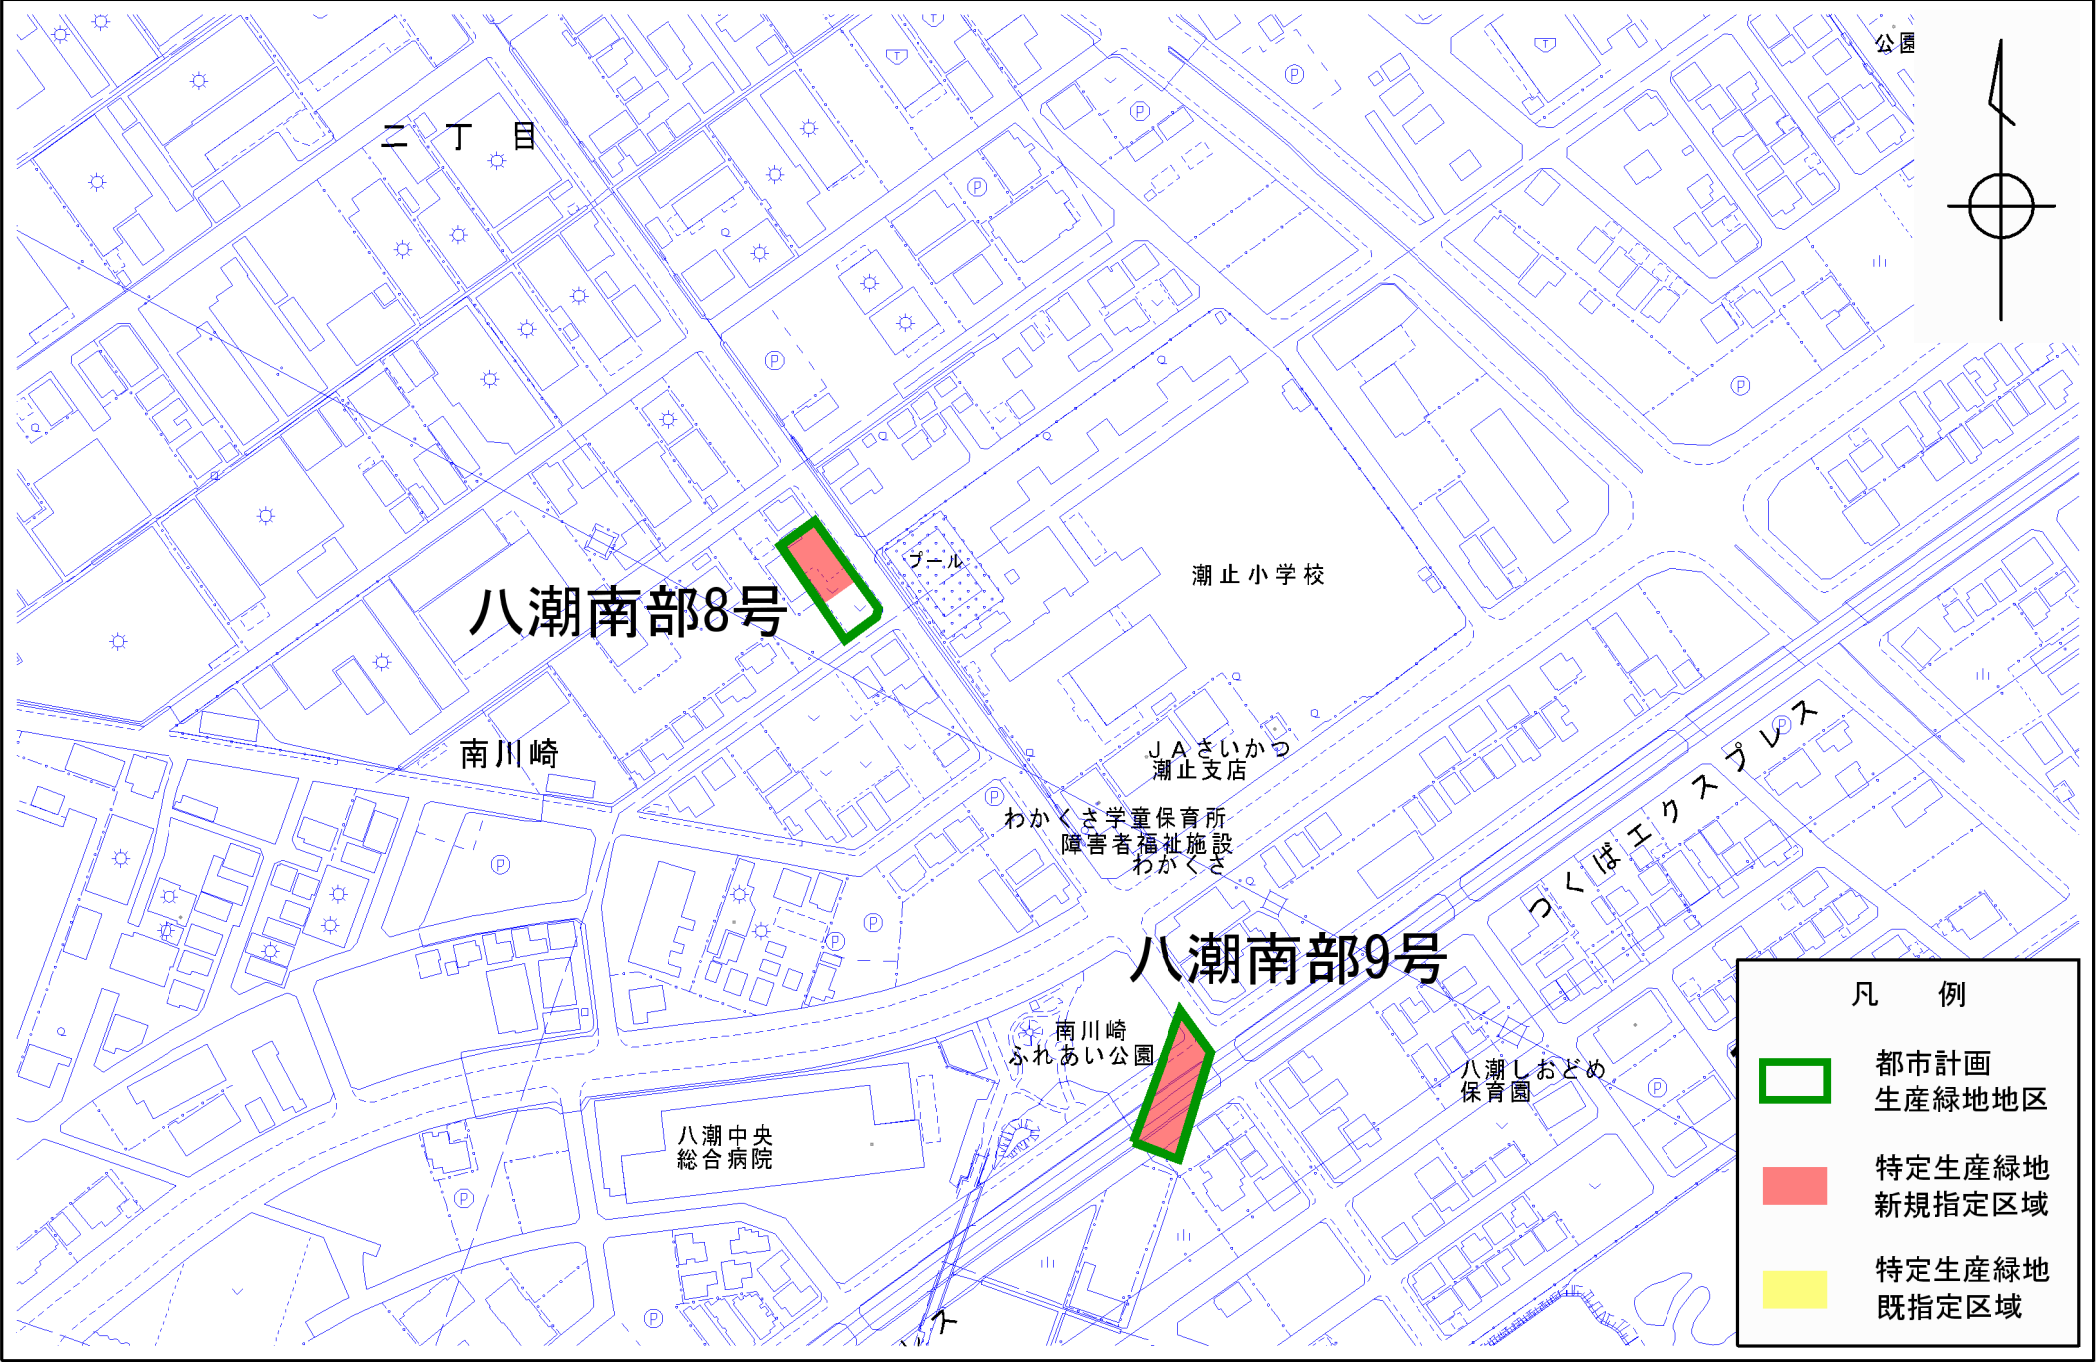 公園
二丁目
プール
潮止小学校
八潮南部8号
南川崎
JAさいかつ
潮止支店
わかくさ学童保育所
障害者福祉施設
わかくさ
つくばエクスプレス
八潮南部9号
南川崎
ふれあい公園
八潮しおどめ
保育園
八潮中央
総合病院
凡例
都市計画
生産緑地地区
特定生産緑地
新規指定区域
特定生産緑地
既指定区域